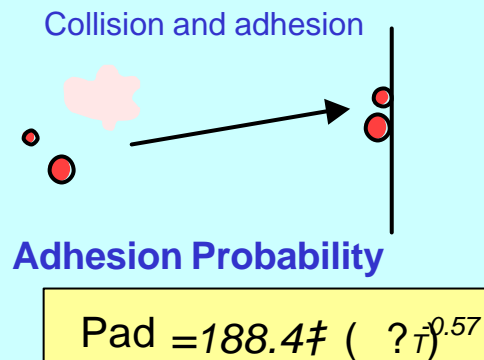 Collision and adhesion
Adhesion Probability
Pad =188.4‡ ( ?T)-0.57